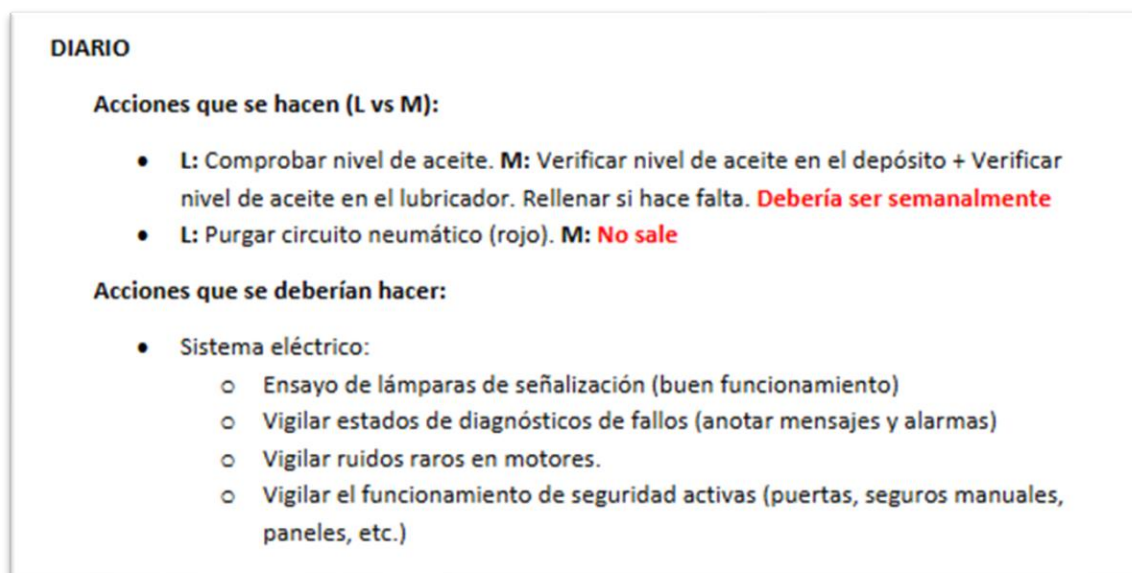 DIARIO
Acciones que se hacen (L vs M):
• L: Comprobar nivel de aceite. M: Verificar nivel de aceite en el depósito + Verificar
nivel de aceite en el lubricador. Rellenar si hace falta. Debería ser semanalmente
• L: Purgar circuito neumático (rojo). M: No sale
Acciones que se deberían hacer:
• Sistema eléctrico:
o Ensayo de lámparas de señalización (buen funcionamiento)
o Vigilar estados de diagnósticos de fallos (anotar mensajes y alarmas)
o Vigilar ruidos raros en motores.
o Vigilar el funcionamiento de seguridad activas (puertas, seguros manuales,
paneles, etc.)